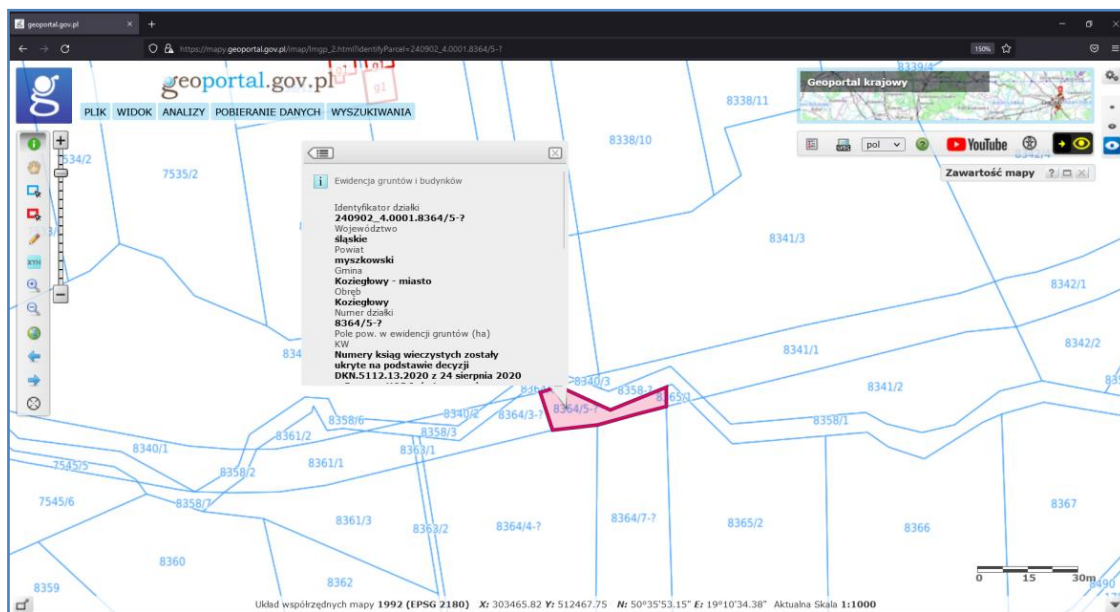 geoportal.gov.pl
https://mapy.geoportal.gov.pl/imap/Imgp_2.html?identifyParcel=240902_4.0001.8364/5-?
150%
geoportal.gov.pl
PLIK WIDOK ANALIZY POBIERANIE DANYCH WYSZUKIWANIA
Geoportal krajowy
pol
YouTube
Zawartość mapy
XYH
g1
8339/4
8338/11
8338/10
7535/2
8341/3
8342/1
8342/2
8341/1
8341/2
Ewidencja gruntów i budynków
Identyfikator działki
240902_4.0001.8364/5-?
Województwo
śląskie
Powiat
myszkowski
Gmina
Koziegłowy - miasto
Obręb
Koziegłowy
Numer działki
8364/5-?
Pole pow. w ewidencji gruntów (ha)
KW
Numery ksiąg wieczystych zostały
ukryte na podstawie decyzji
DKN.5112.13.2020 z 24 sierpnia 2020
8340/3
8358-?
8365/1
8364/5-?
8358/6
8340/2
8364/3-?
8358/1
8361/2
8358/3
8340/1
8363/1
7545/5
8358/2
8361/1
7545/6
8358/7
8361/3
8363/2
8364/4-?
8364/7-?
8365/2
8366
8367
8360
8359
8362
8490
0 15 30m
Układ współrzędnych mapy 1992 (EPSG 2180) X: 303465.82 Y: 512467.75 N: 50°35'53.15" E: 19°10'34.38" Aktualna Skala 1:1000